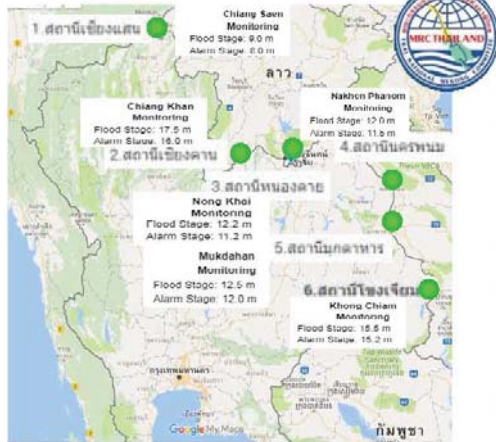 1.สถานีเชียงแสน
Chiang Saen
Monitoring
Flood Stage: 9.0 m
Alarm Stage: 8.0 m
MRC THAILAND
THAI NATIONAL MEKONG COMMITTEE
ลาว
Chiang Khan
Monitoring
Flood Stage: 17.5 m
Alarm Stage: 16.0 m
2.สถานีเชียงคาน
Nakhon Phanom
Monitoring
Flood Stage: 12.0 m
Alarm Stage: 11.5 m
4.สถานีนครพนม
3.สถานีหนองคาย
Nong Khai
Monitoring
Flood Stage: 12.2 m
Alarm Stage: 11.2 m
5.สถานีมุกดาหาร
Mukdahan
Monitoring
Flood Stage: 12.5 m
Alarm Stage: 12.0 m
6.สถานีโขงเจียม
Khong Chiam
Monitoring
Flood Stage: 15.5 m
Alarm Stage: 15.2 m
กรุงเทพมหานคร
Google My Maps
กัมพูชา